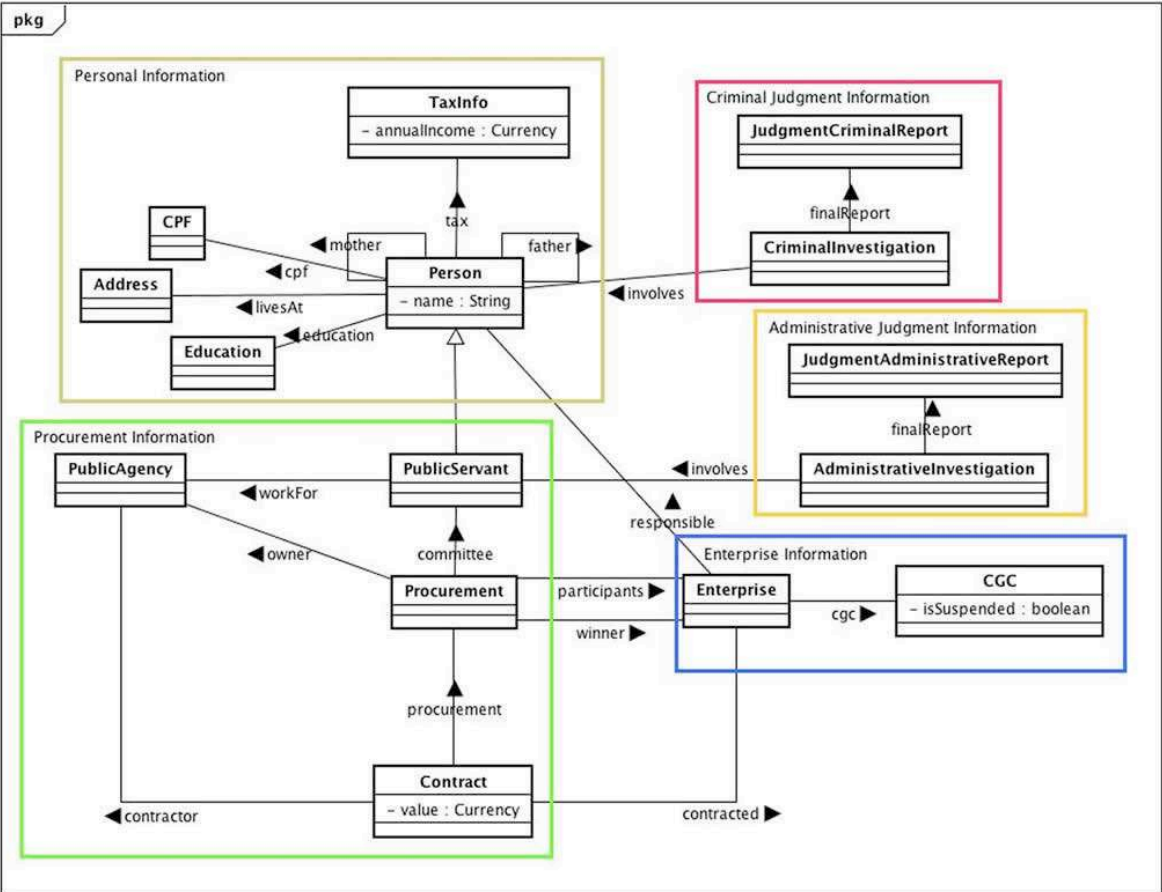 pkg
Personal Information
TaxInfo
- annualIncome : Currency
tax
CPF
mother
father
cpf
Person
- name : String
Address
livesAt
education
Education
Criminal Judgment Information
JudgmentCriminalReport
finalReport
CriminalInvestigation
involves
Administrative Judgment Information
JudgmentAdministrativeReport
finalReport
AdministrativeInvestigation
involves
responsible
Procurement Information
PublicAgency
PublicServant
workFor
owner
committee
Procurement
participants
winner
procurement
Contract
- value : Currency
contractor
contracted
Enterprise Information
Enterprise
cgc
CGC
- isSuspended : boolean